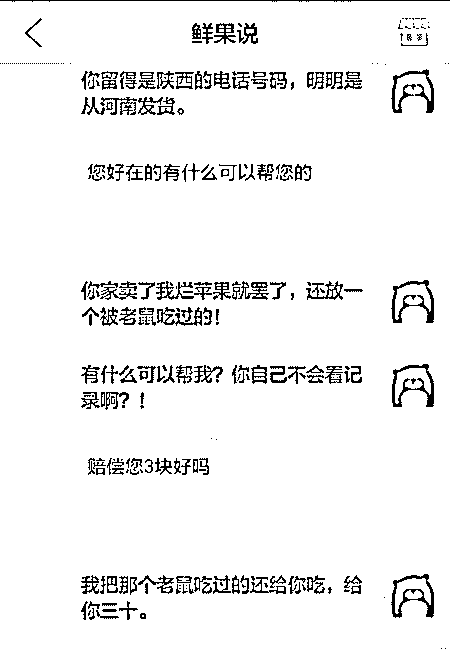 鲜果说
你留得是陕西的电话号码，明明是
从河南发货。
您好在的有什么可以帮您的
你家卖了我烂苹果就罢了，还放一
个被老鼠吃过的！
有什么可以帮我？你自己不会看记
录啊？！
赔偿您3块好吗
我把那个老鼠吃过的还给你吃，给
你三十。